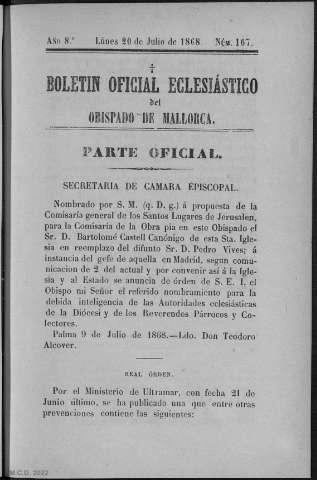 Año 8.° Lúnes 20 de Julio de 1868. Núm. 167.
BOLETIN OFICIAL ECLESIÁSTICO
del
OBISPADO DE MALLORCA.
PARTE OFICIAL.
SECRETARIA DE CAMARA EPISCOPAL.
Nombrado por S. M. (q. D. g.) á propuesta de la
Comisaría general de los Santos Lugares de Jerusalen,
para la Comisaría de la Obra pia en este Obispado el
Sr. D. Bartolomé Castell Canónigo de esta Sta. Igle-
sia en reemplazo del difunto Sr. D. Pedro Vives; á
instancia del gefe de aquella en Madrid, segun comu-
nicacion de 2 del actual y por convenir así á la Igle-
sia y al Estado se anuncia de órden de S. E. I. el
Obispo mi Señor el referido nombramiento para la
debida inteligencia de las Autoridades eclesiásticas
de la Diócesi y de los Reverendos Párrocos y Co-
lectores.
Palma 9 de Julio de 1868.—Ldo. Don Teodoro
Alcover.
REAL ÓRDEN.
Por el Ministerio de Ultramar, con fecha 21 de
Junio último, se ha publicado una que entre otras
prevenciones contiene las siguientes:
M.C.D. 2022